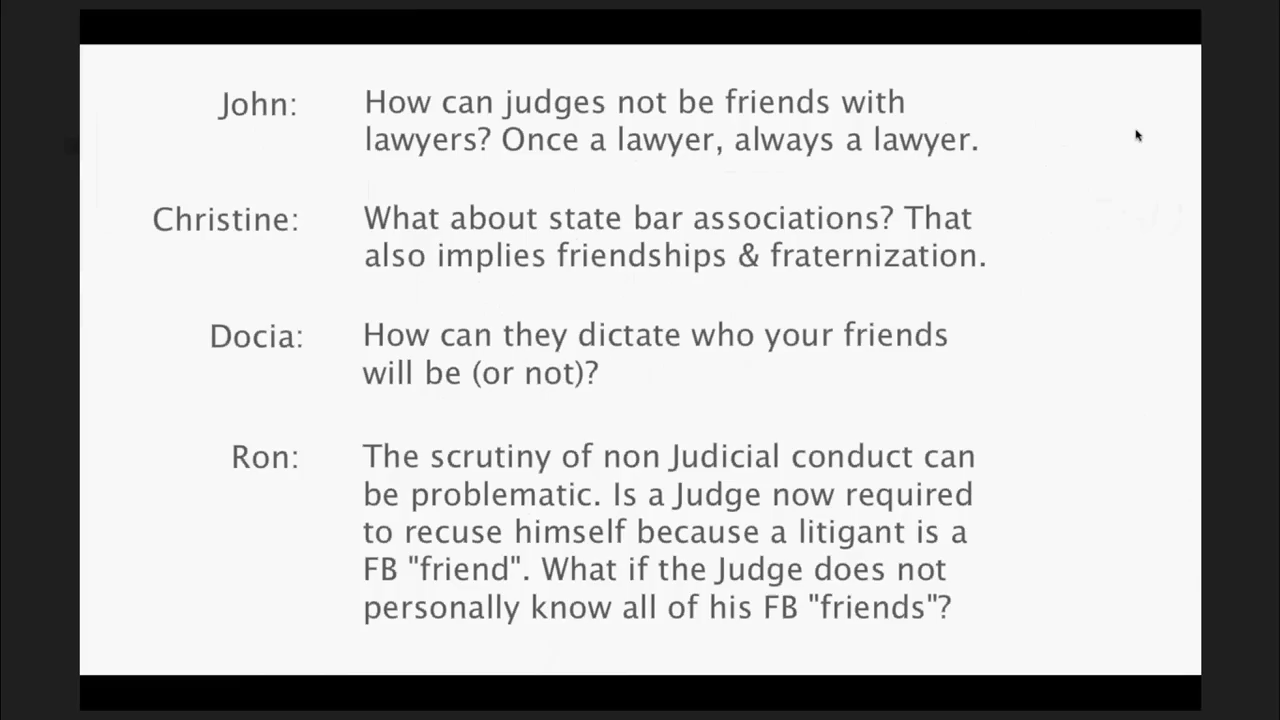 John: How can judges not be friends with
lawyers? Once a lawyer, always a lawyer.
Christine: What about state bar associations? That
also implies friendships & fraternization.
Docia: How can they dictate who your friends
will be (or not)?
Ron: The scrutiny of non Judicial conduct can
be problematic. Is a Judge now required
to recuse himself because a litigant is a
FB "friend". What if the Judge does not
personally know all of his FB "friends"?